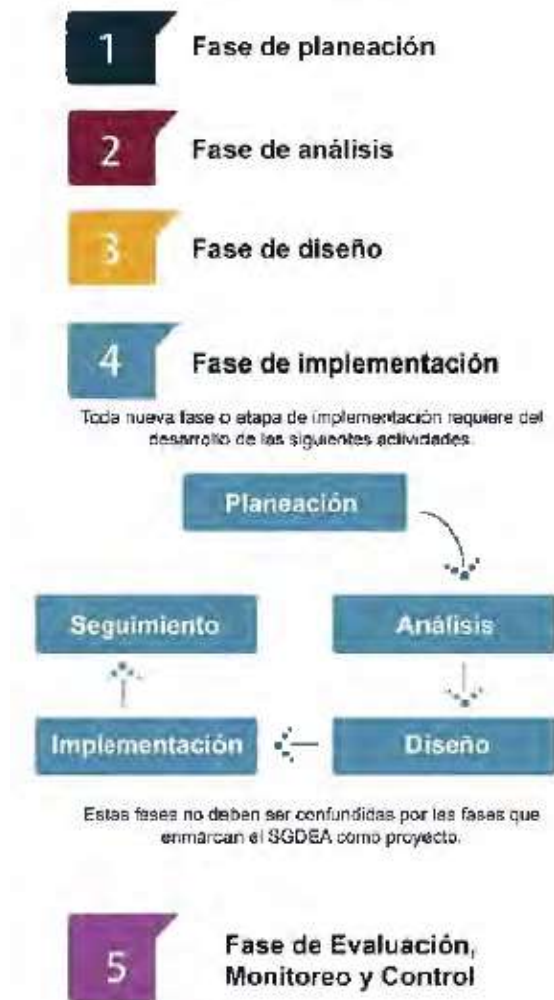 1
Fase de planeación
2
Fase de análisis
3
Fase de diseño
4
Fase de implementación
Toda nueva fase o etapa de implementación requiere del
desarrollo de las siguientes actividades.
Planeación
Seguimiento
Análisis
Implementación
Diseño
Estas fases no deben ser confundidas por las fases que
enmarcan el SGDEA como proyecto.
5
Fase de Evaluación,
Monitoreo y Control